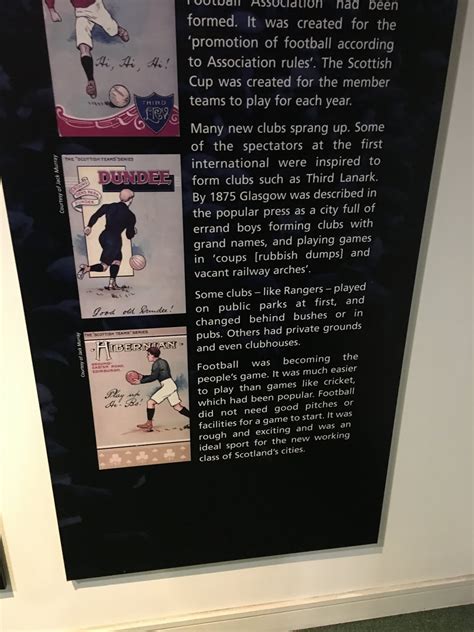 Football Association had been
formed. It was created for the
'promotion of football according
to Association rules'. The Scottish
Cup was created for the member
teams to play for each year.
Many new clubs sprang up. Some
of the spectators at the first
international were inspired to
form clubs such as Third Lanark.
By 1875 Glasgow was described in
the popular press as a city full of
errand boys forming clubs with
grand names, and playing games
in 'coups [rubbish dumps] and
vacant railway arches'.
Some clubs – like Rangers – played
on public parks at first, and
changed behind bushes or in
pubs. Others had private grounds
and even clubhouses.
Football was becoming the
people's game. It was much easier
to play than games like cricket,
which had been popular. Football
did not need good pitches or
facilities for a game to start. It was
rough and exciting and was an
ideal sport for the new working
class of Scotland's cities.
Hi, Hi, Hi!
THIRD
Courtesy of Jack Murray
THE "SCOTTISH TEAMS" SERIES
DUNDEE
Good old Dundee!
Courtesy of Jack Murray
THE "SCOTTISH TEAMS" SERIES
HIBERNIAN
EDINBURGH
Play up
Hi-Bs!